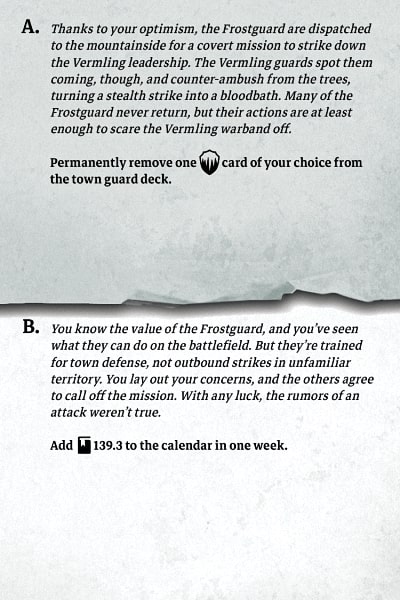 A. Thanks to your optimism, the Frostguard are dispatched
to the mountainside for a covert mission to strike down
the Vermling leadership. The Vermling guards spot them
coming, though, and counter-ambush from the trees,
turning a stealth strike into a bloodbath. Many of the
Frostguard never return, but their actions are at least
enough to scare the Vermling warband off.
Permanently remove one card of your choice from
the town guard deck.
B. You know the value of the Frostguard, and you’ve seen
what they can do on the battlefield. But they’re trained
for town defense, not outbound strikes in unfamiliar
territory. You lay out your concerns, and the others agree
to call off the mission. With any luck, the rumors of an
attack weren’t true.
Add 139.3 to the calendar in one week.